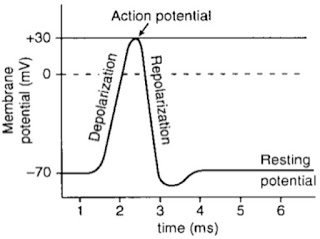 Action potential
+30
0
−70
Membrane
potential (mV)
Depolarization
Repolarization
Resting
potential
1 2 3 4 5 6
time (ms)